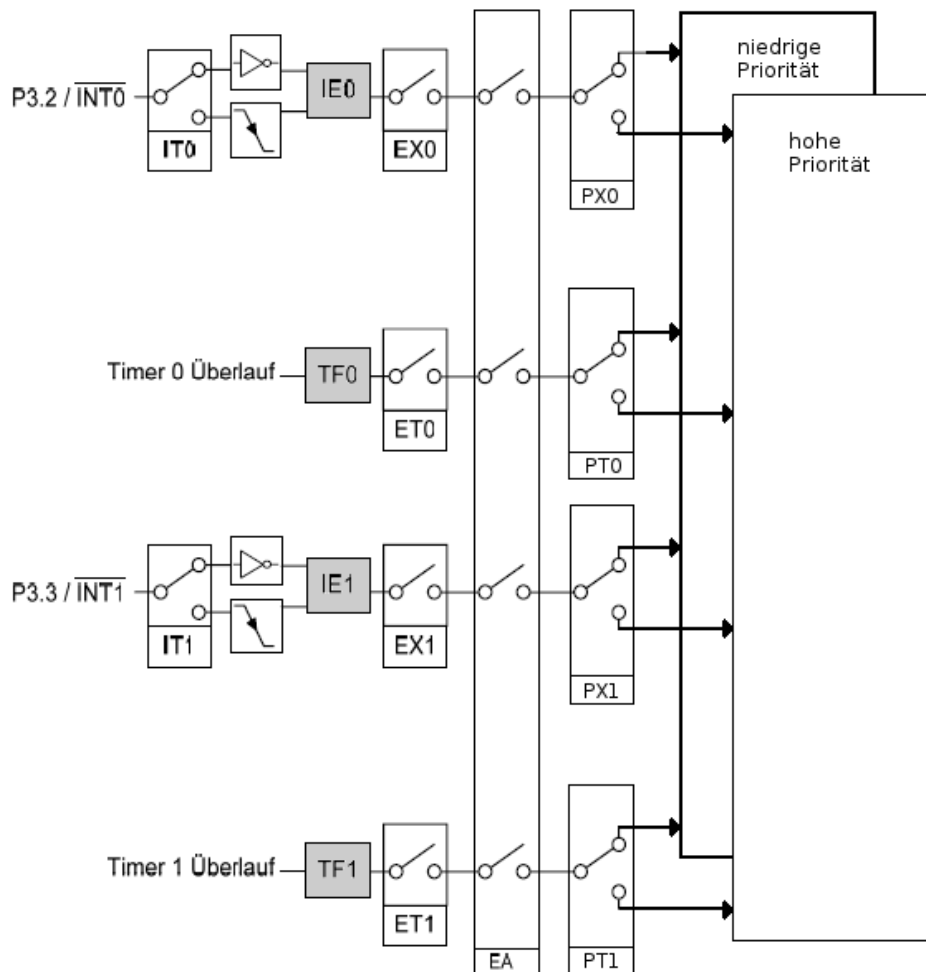 niedrige
Priorität
hohe
Priorität
P3.2 / INT0
IT0
IE0
EX0
PX0
Timer 0 Überlauf
TF0
ET0
PT0
P3.3 / INT1
IT1
IE1
EX1
PX1
Timer 1 Überlauf
TF1
ET1
EA
PT1